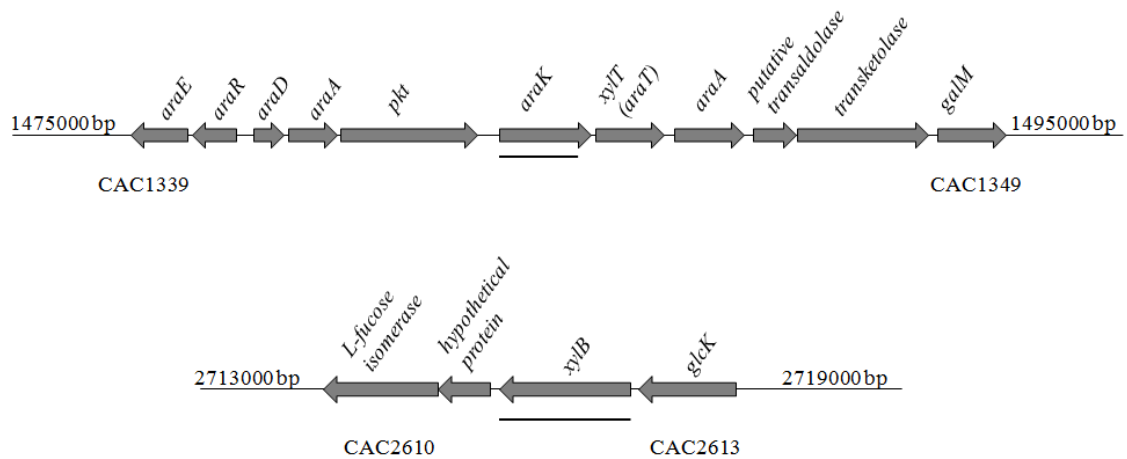 araE
araR
araD
araA
pkt
araK
xylT
(araT)
araA
putative
transaldolase
transketolase
galM
1475000 bp
1495000 bp
CAC1339
CAC1349
L-fucose
isomerase
hypothetical
protein
xylB
glcK
2713000 bp
2719000 bp
CAC2610
CAC2613